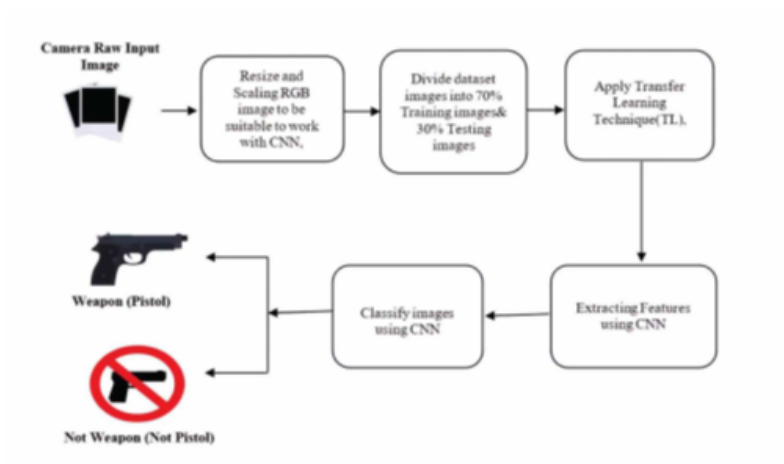 Camera Raw Input
Image
Resize and
Scaling RGB
image to be
suitable to work
with CNN,
Divide dataset
images into 70%
Training images&
30% Testing
images
Apply Transfer
Learning
Technique(TL),
Extracting Features
using CNN
Classify images
using CNN
Weapon (Pistol)
Not Weapon (Not Pistol)